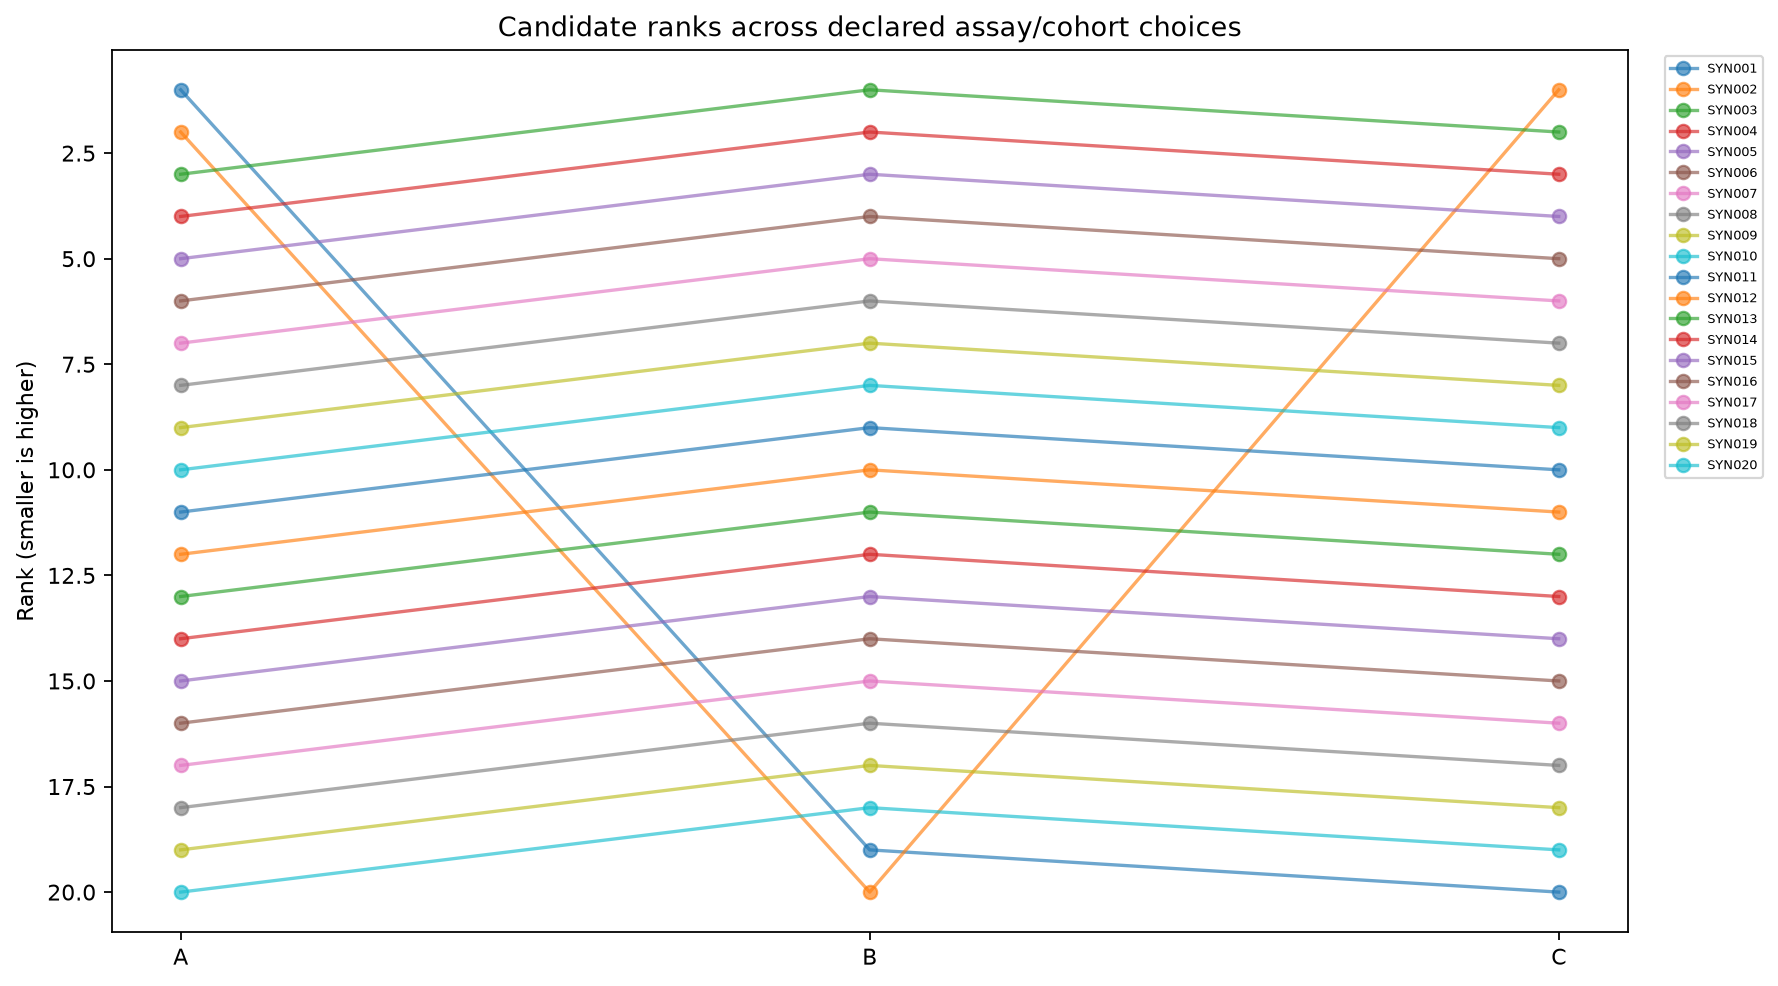 Candidate ranks across declared assay/cohort choices
Rank (smaller is higher)
2.5
5.0
7.5
10.0
12.5
15.0
17.5
20.0
A
B
C
SYN001
SYN002
SYN003
SYN004
SYN005
SYN006
SYN007
SYN008
SYN009
SYN010
SYN011
SYN012
SYN013
SYN014
SYN015
SYN016
SYN017
SYN018
SYN019
SYN020